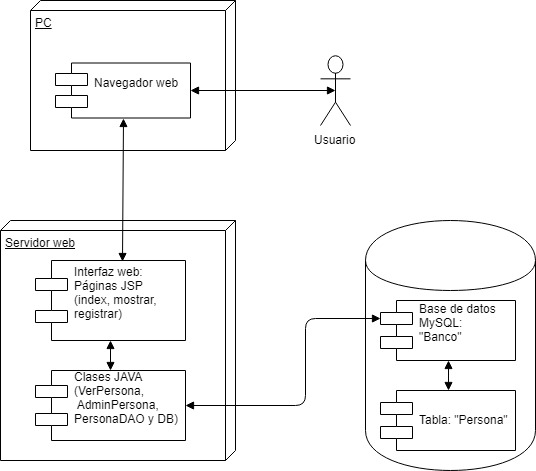 PC
Navegador web
Usuario
Servidor web
Interfaz web:
Páginas JSP
(index, mostrar,
registrar)
Clases JAVA
(VerPersona,
AdminPersona,
PersonaDAO y DB)
Base de datos
MySQL:
"Banco"
Tabla: "Persona"